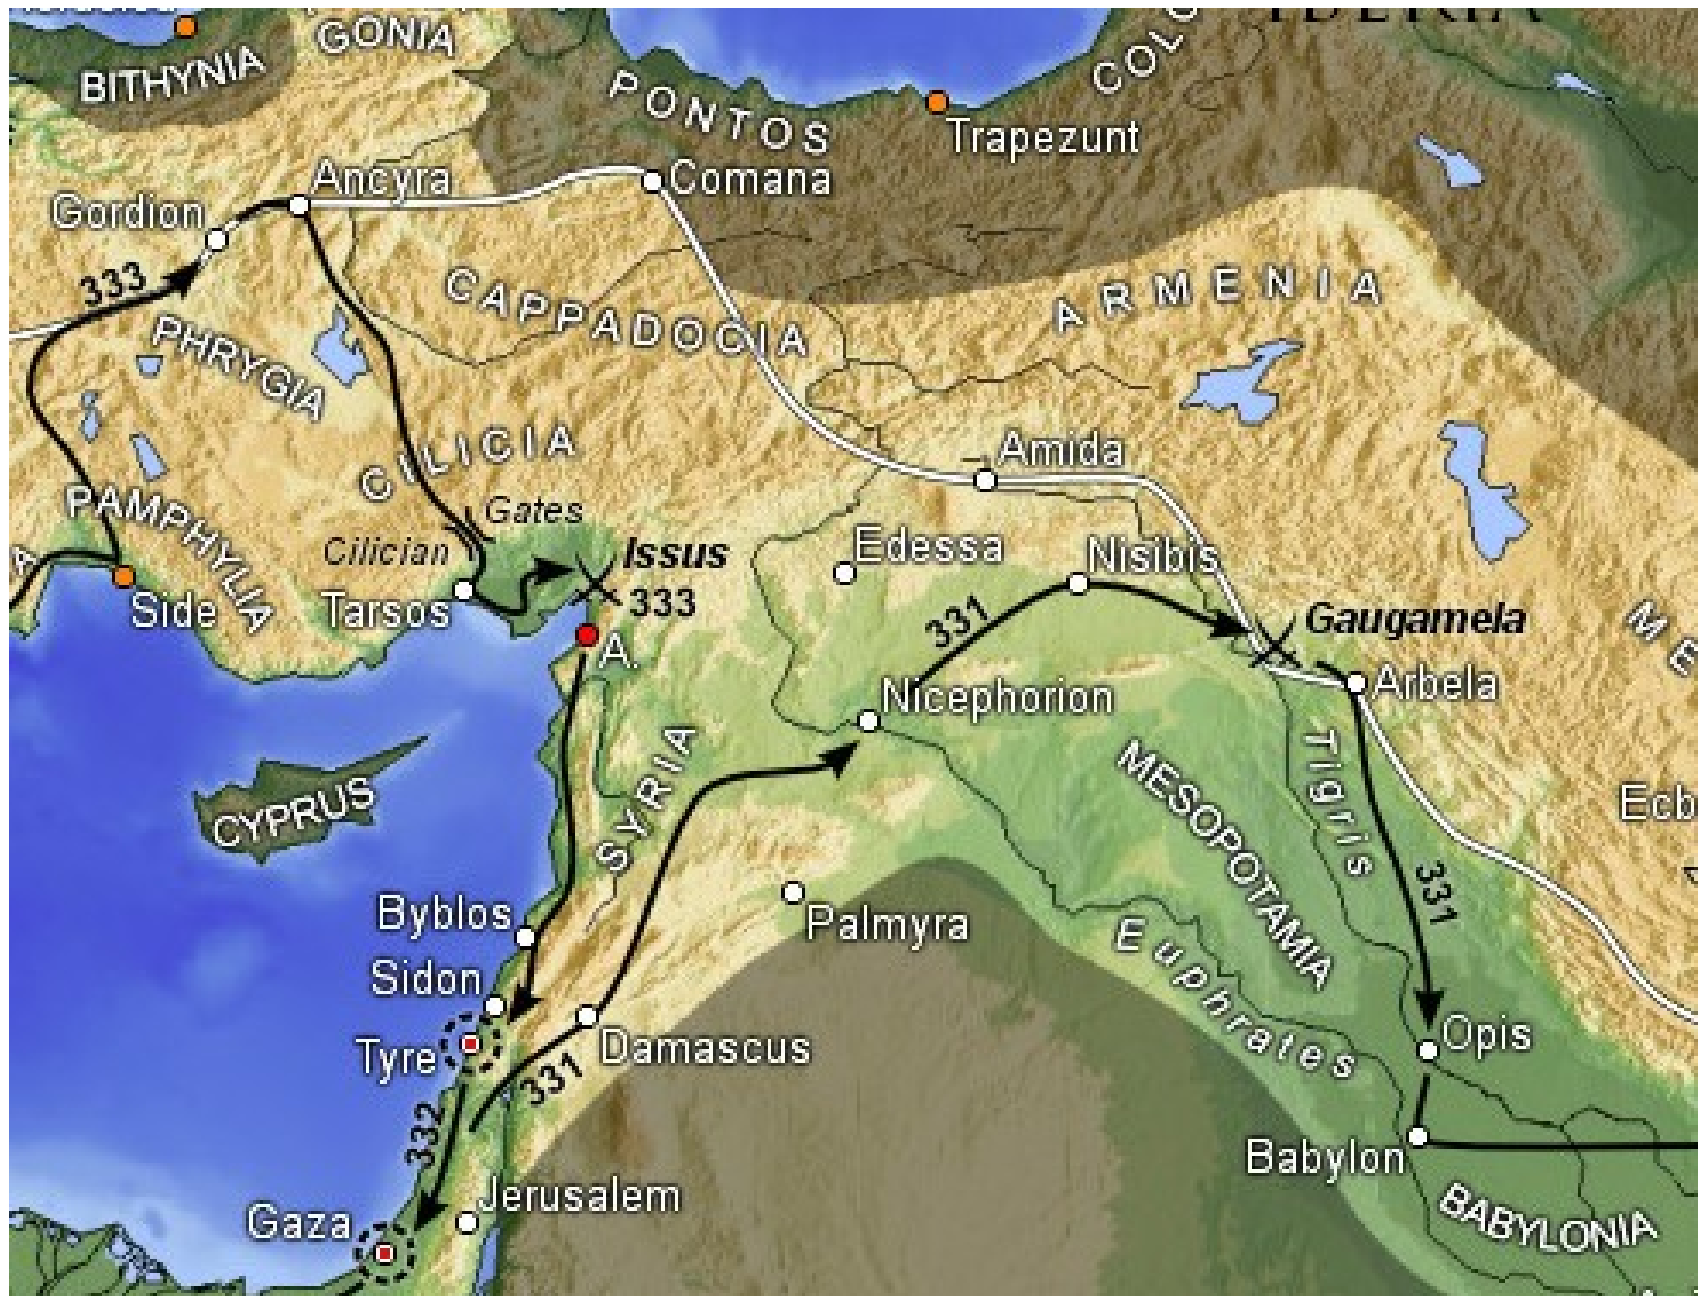 GONIA
BITHYNIA
PONTOS
COL
IBERIA
Trapezunt
Ancyra
Comana
Gordion
333
CAPPADOCIA
ARMENIA
PHRYGIA
CILICIA
Amida
PAMPHYLIA
Gates
Cilician
Issus
333
Edessa
Nisibis
A
Side
Tarsos
331
Gaugamela
ME
A.
Nicephorion
Arbela
SYRIA
Tigris
MESOPOTAMIA
CYPRUS
Ecb
331
Byblos
Palmyra
Euphrates
Sidon
Tyre
Damascus
Opis
331
332
Babylon
Jerusalem
Gaza
BABYLONIA